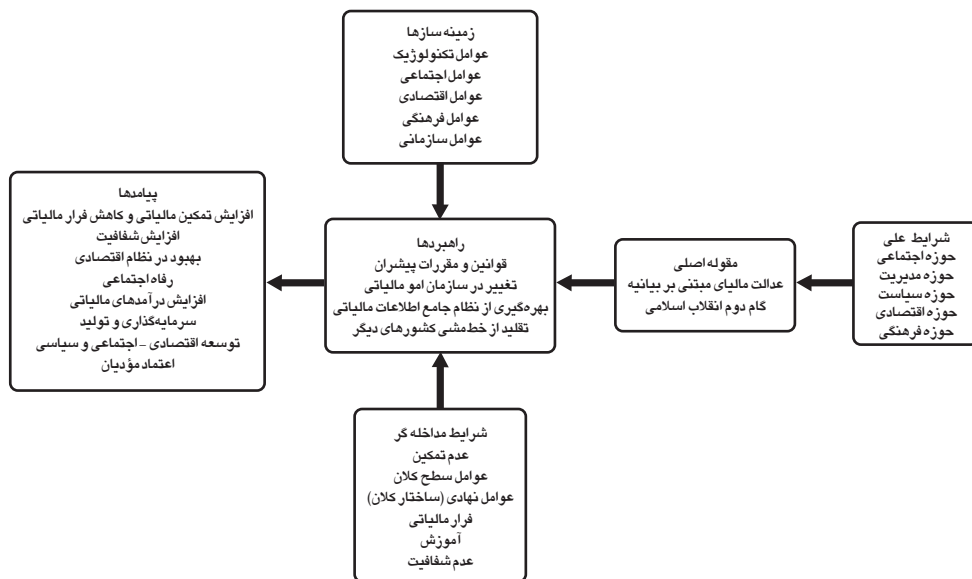 زمینه سازها
عوامل تکنولوژیک
عوامل اجتماعی
عوامل اقتصادی
عوامل فرهنگی
عوامل سازمانی
شرایط علی
حوزه اجتماعی
حوزه مدیریت
حوزه سیاست
حوزه اقتصادی
حوزه فرهنگی
مقوله اصلی
عدالت مالیای مبتنی بر بیانیه
گام دوم انقلاب اسلامی
راهبردها
قوانین و مقررات پیشران
تغییر در سازمان امو مالیاتی
بهره‌گیری از نظام جامع اطلاعات مالیاتی
تقلید از خط‌مشی کشورهای دیگر
پیامدها
افزایش تمکین مالیاتی و کاهش فرار مالیاتی
افزایش شفافیت
بهبود در نظام اقتصادی
رفاه اجتماعی
افزایش درآمدهای مالیاتی
سرمایه‌گذاری و تولید
توسعه اقتصادی - اجتماعی و سیاسی
اعتماد مؤدیان
شرایط مداخله گر
عدم تمکین
عوامل سطح کلان
عوامل نهادی (ساختار کلان)
فرار مالیاتی
آموزش
عدم شفافیت